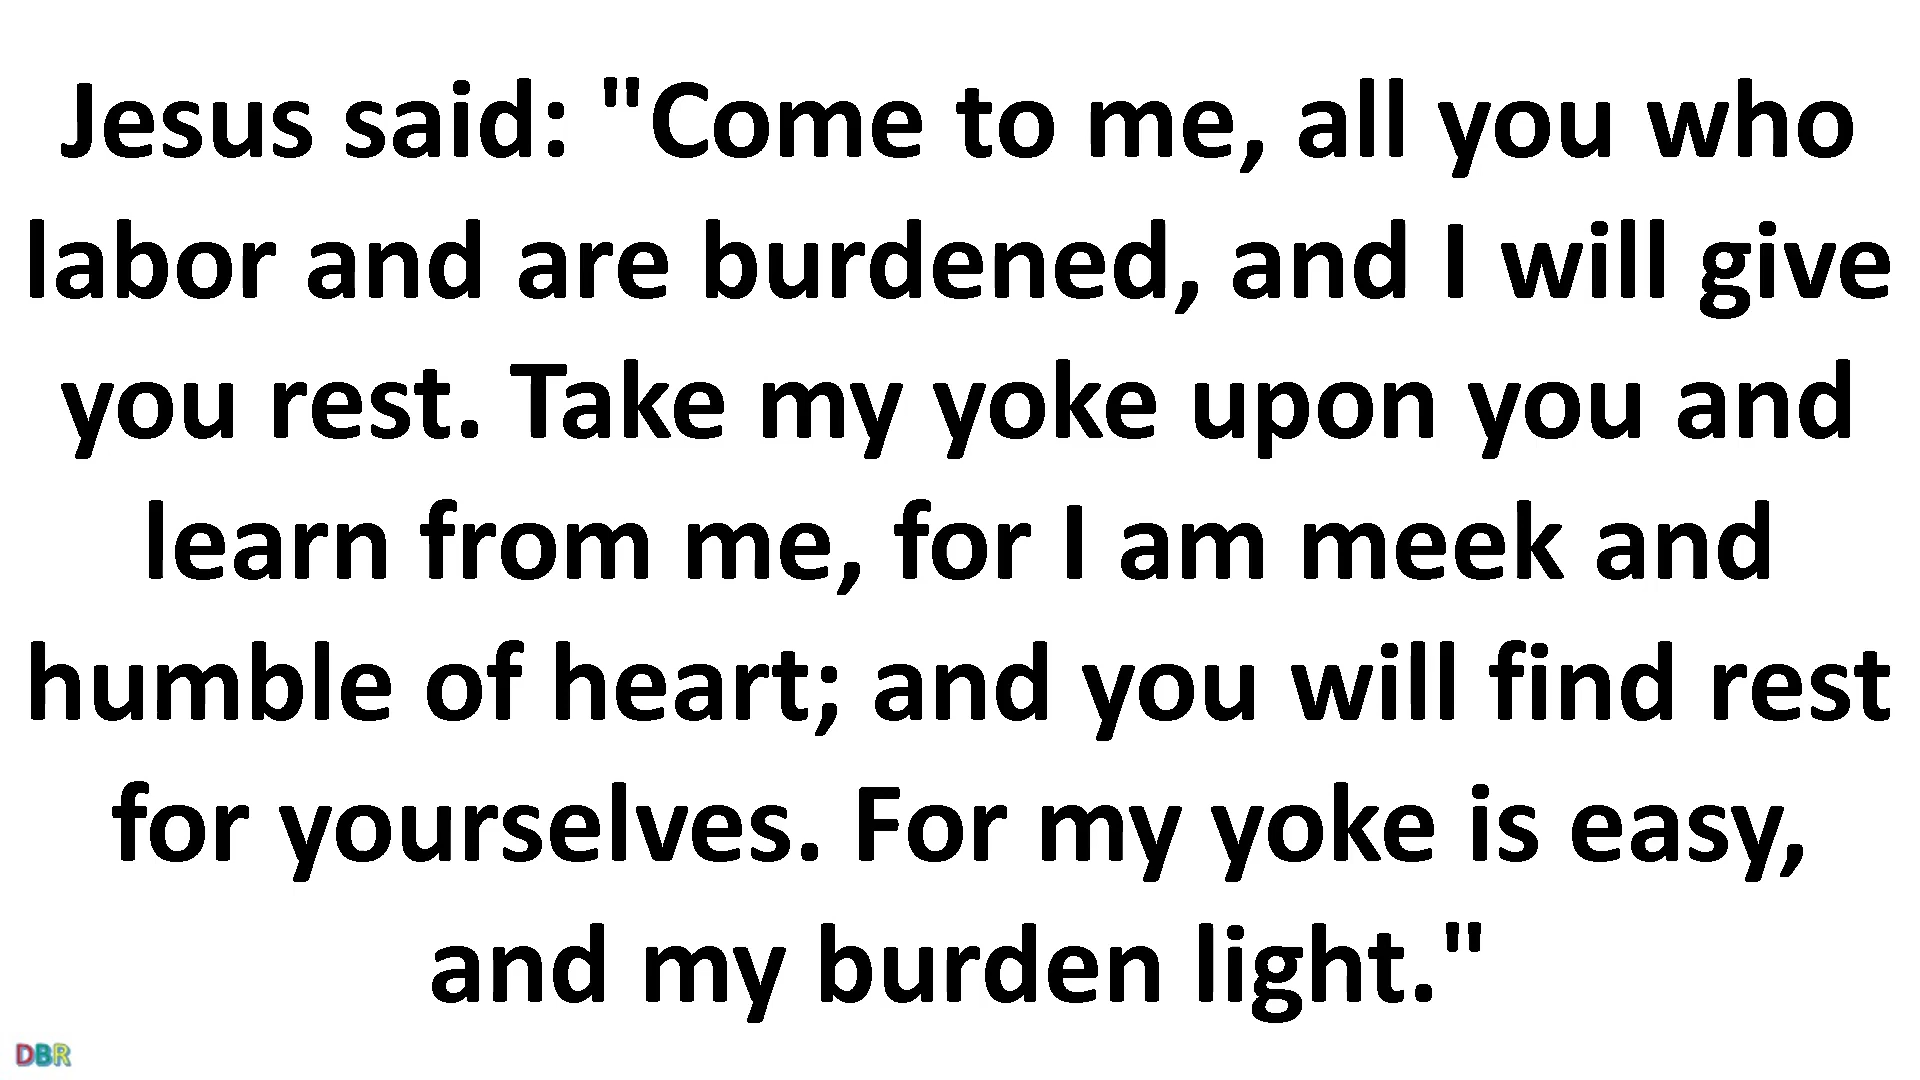 Jesus said: "Come to me, all you who
labor and are burdened, and I will give
you rest. Take my yoke upon you and
learn from me, for I am meek and
humble of heart; and you will find rest
for yourselves. For my yoke is easy,
and my burden light."
DBR